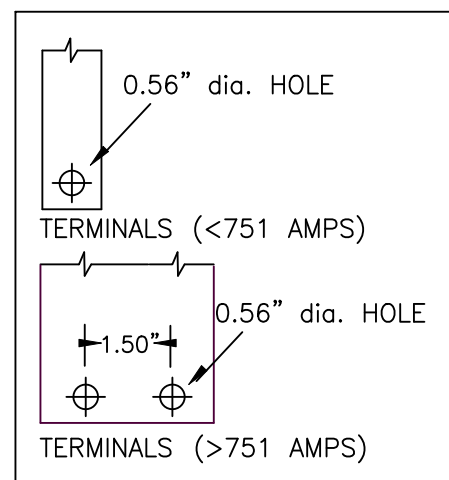 0.56” dia. HOLE
TERMINALS (<751 AMPS)
0.56” dia. HOLE
1.50”
TERMINALS (>751 AMPS)